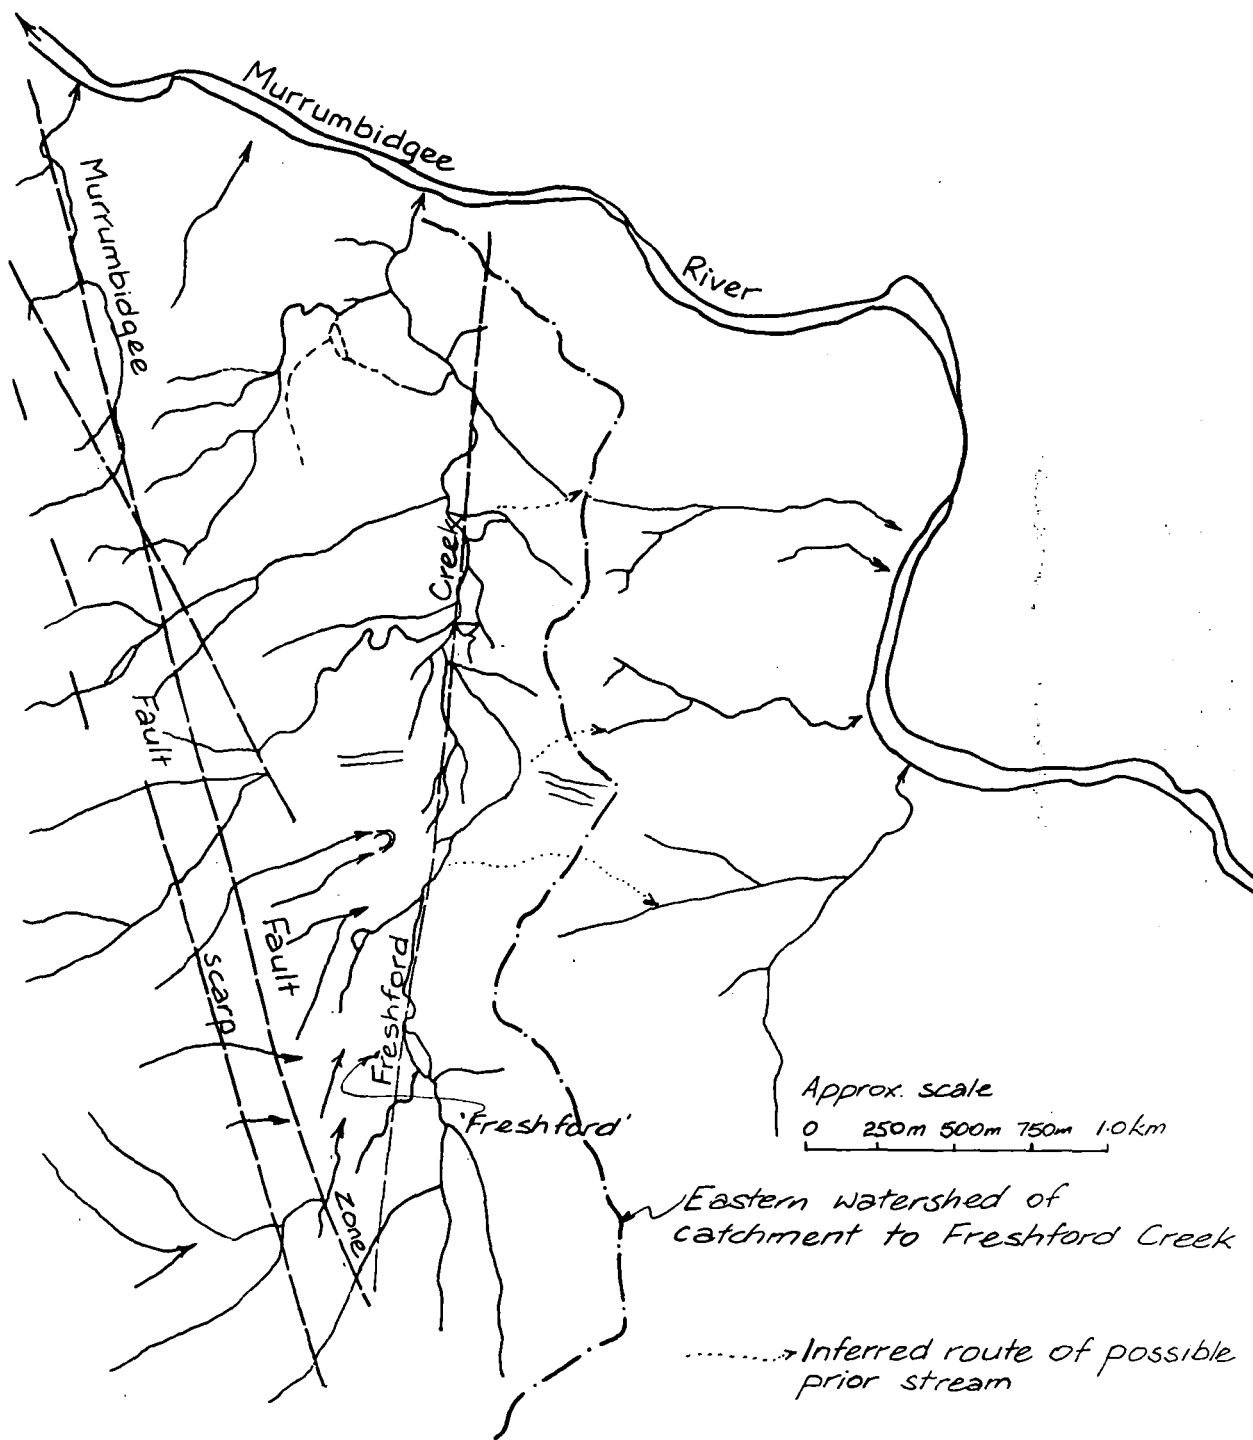 Murrumbidgee
River
Murrumbidgee
Fault
scarp
Fault
zone
Creek
Freshford
'Freshford'
Approx. scale
0 250m 500m 750m 1.0km
Eastern watershed of
catchment to Freshford Creek
Inferred route of possible
prior stream